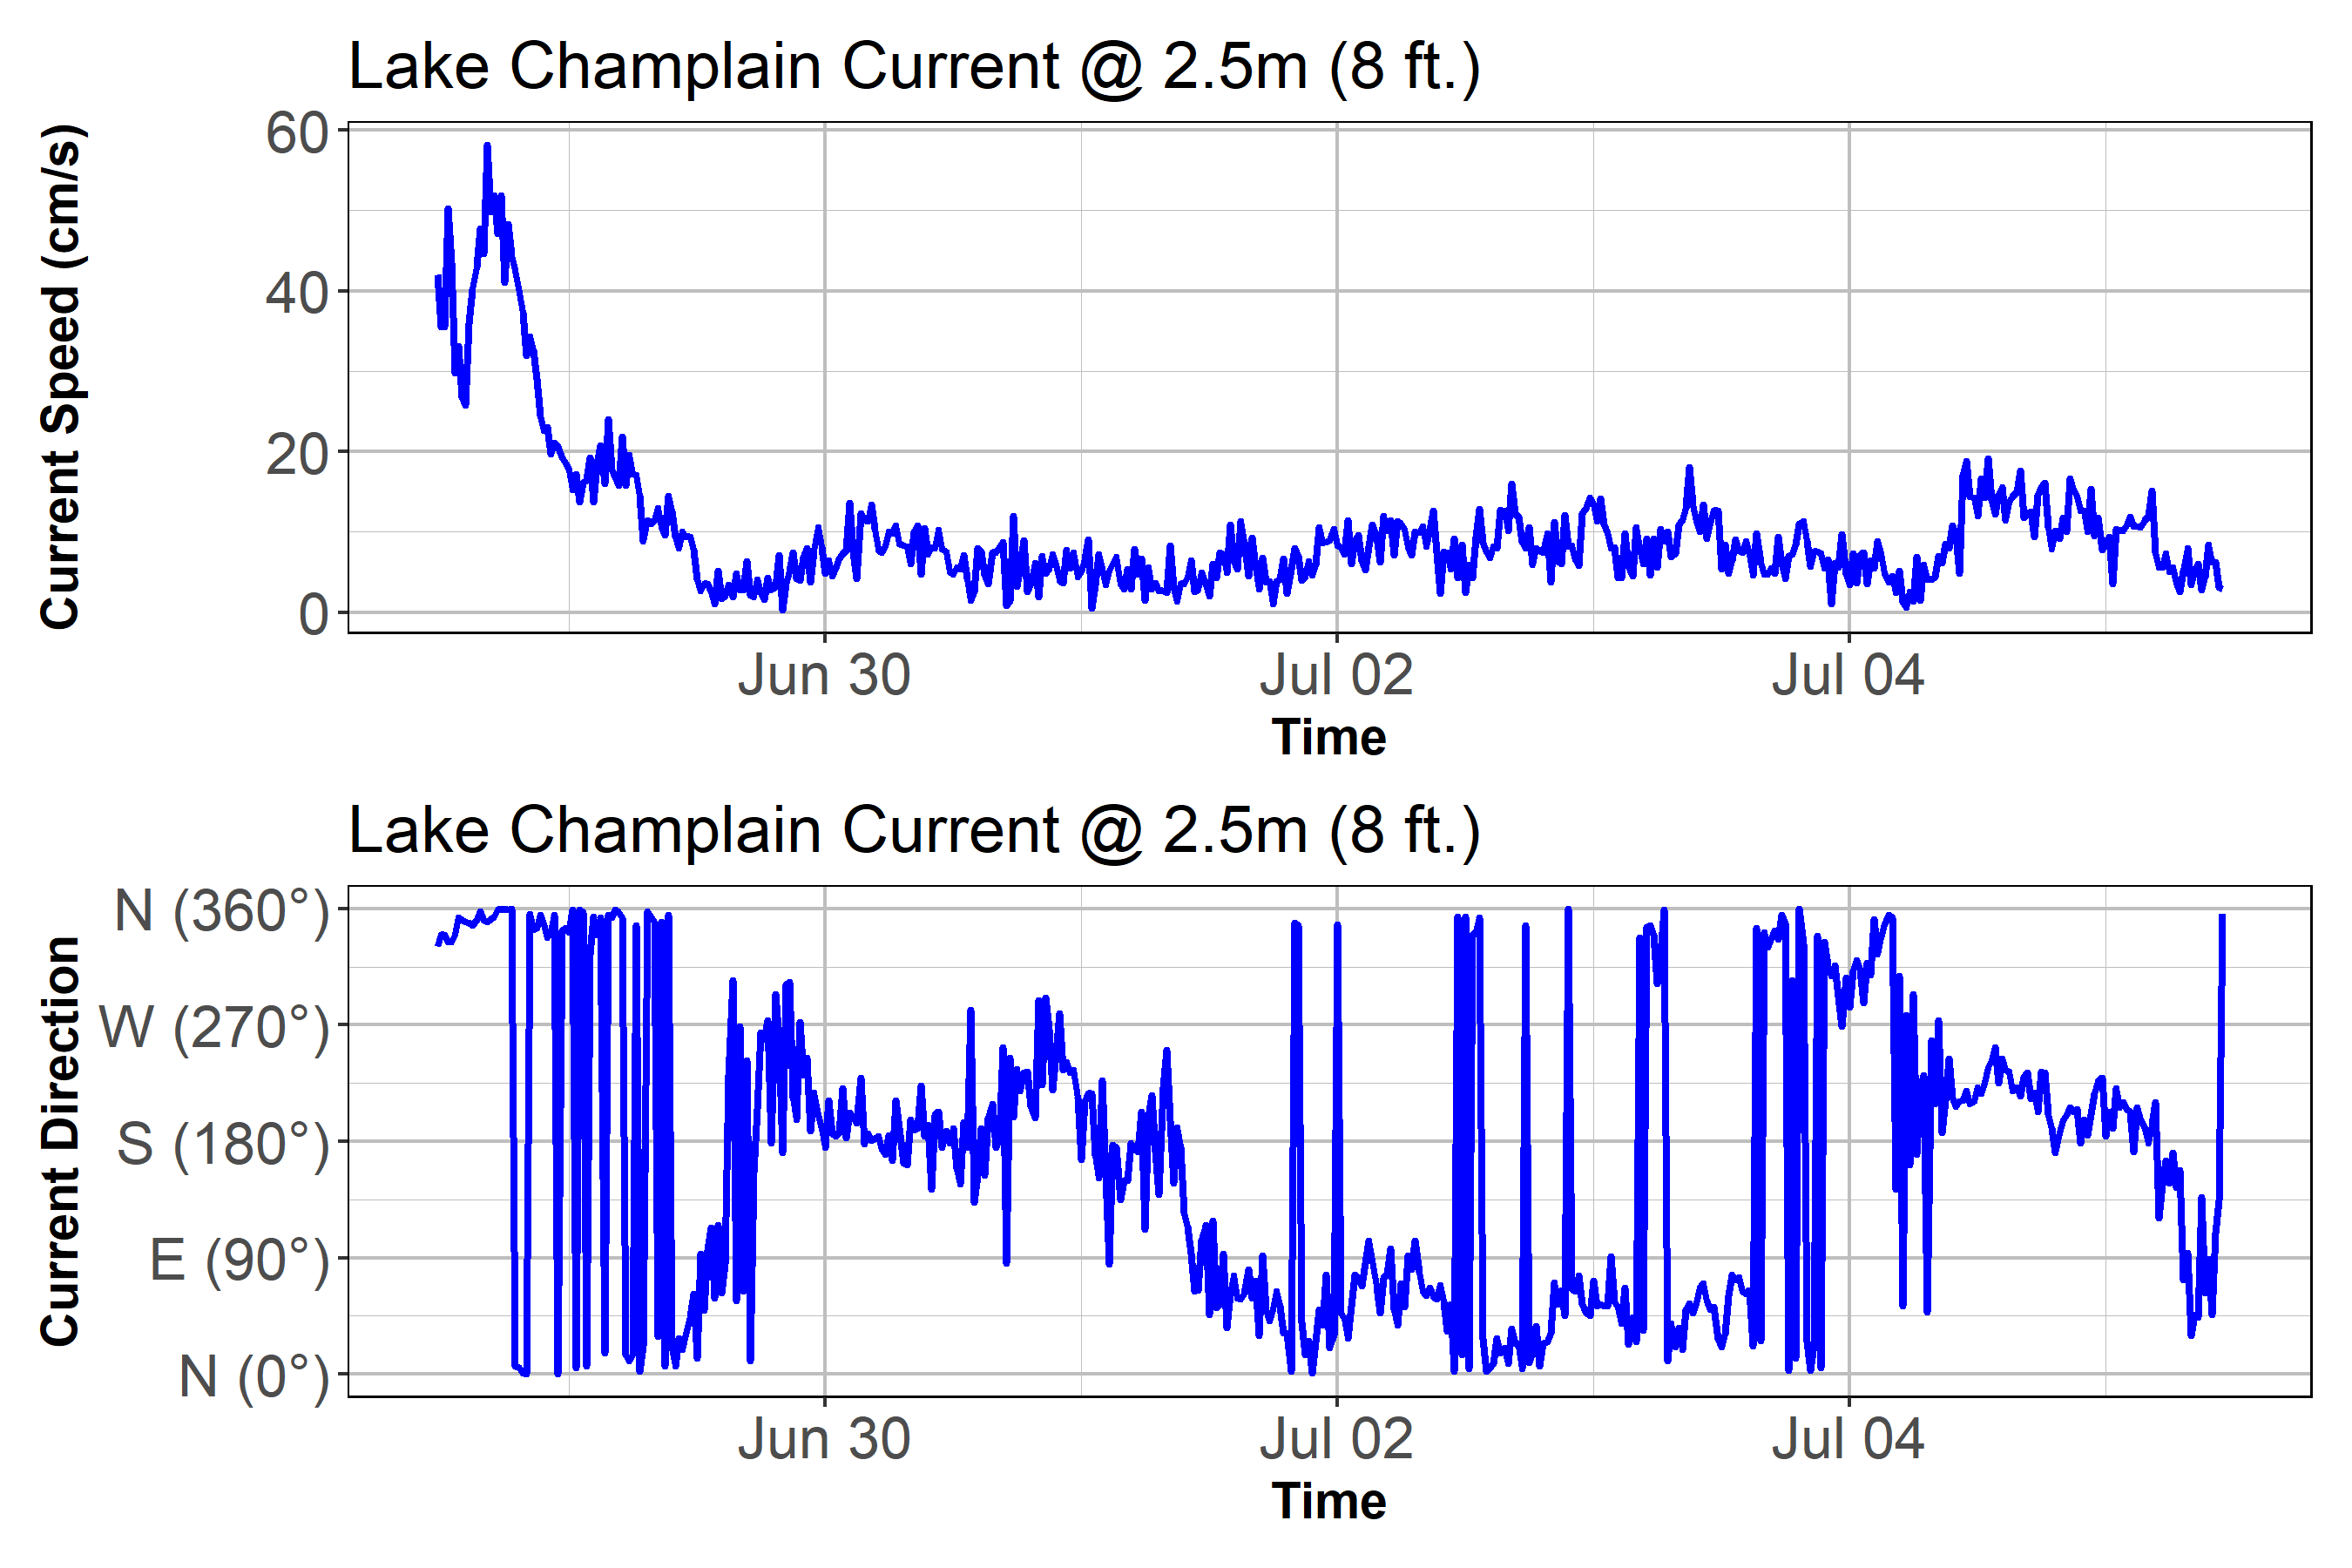 Lake Champlain Current @ 2.5m (8 ft.)
Current Speed (cm/s)
60
40
20
0
Jun 30 Jul 02 Jul 04
Time
Lake Champlain Current @ 2.5m (8 ft.)
Current Direction
N (360°)
W (270°)
S (180°)
E (90°)
N (0°)
Jun 30 Jul 02 Jul 04
Time